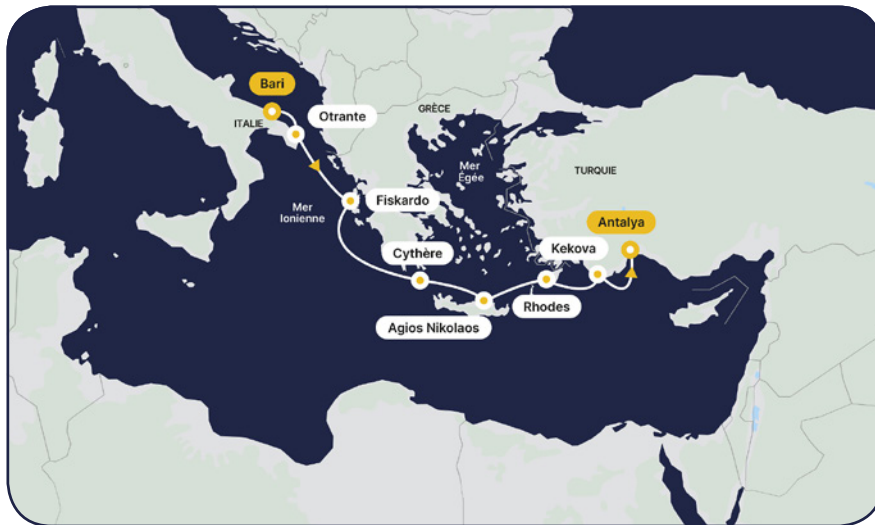 Bari
GRÈCE
Otrante
ITALIE
Mer
Égée
TURQUIE
Fiskardo
Mer
Ionienne
Antalya
Kekova
Cythère
Rhodes
Agios Nikolaos